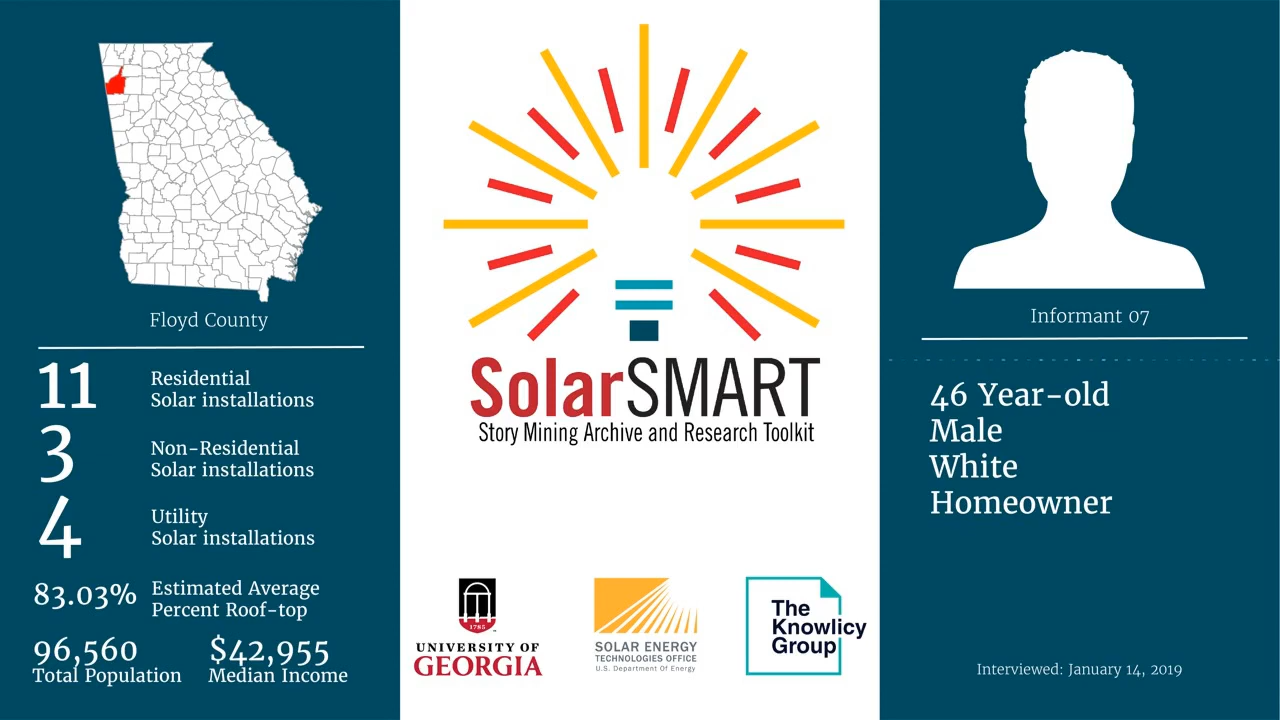 Floyd County
11
Residential
Solar installations
3
Non-Residential
Solar installations
4
Utility
Solar installations
83.03%
Estimated Average
Percent Roof-top
96,560
Total Population
$42,955
Median Income
SolarSMART
Story Mining Archive and Research Toolkit
1785
UNIVERSITY OF
GEORGIA
SOLAR ENERGY
TECHNOLOGIES OFFICE
U.S. Department Of Energy
The
Knowlicy
Group
Informant 07
46 Year-old
Male
White
Homeowner
Interviewed: January 14, 2019